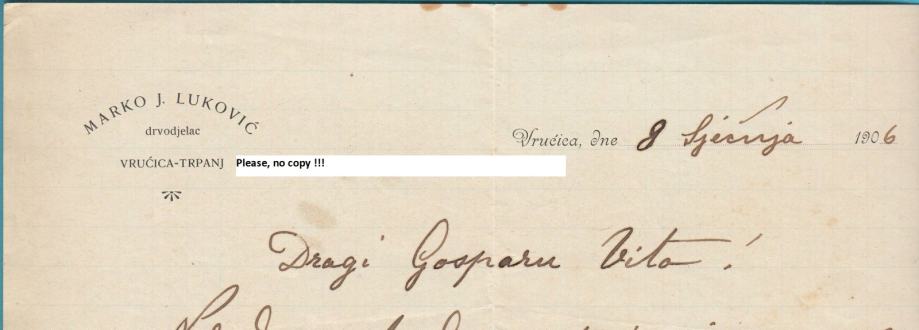 MARKO J. LUKOVIĆ
drvodjelac
VRUĆICA-TRPANJ
Please, no copy !!!
Vrućica, dne 8 Sječnja 1906
Dragi Gosparu Vito!